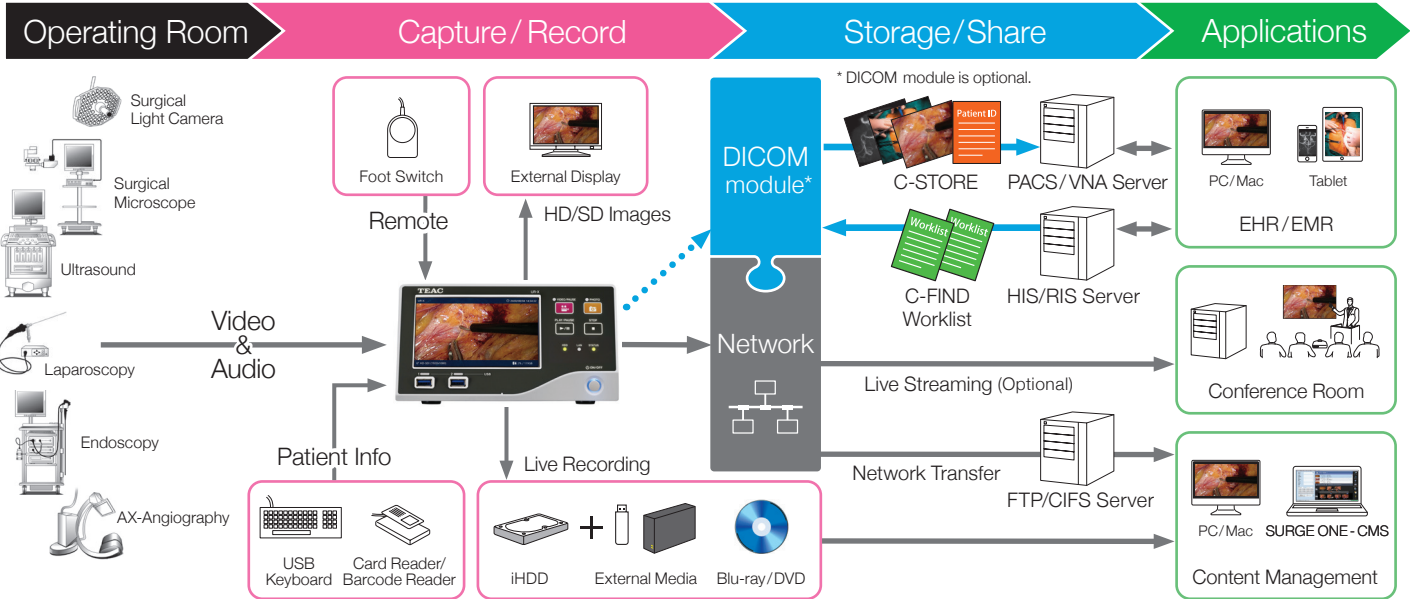 Operating Room
Capture/Record
Storage/Share
Applications
Surgical
Light Camera
Surgical
Microscope
Ultrasound
Laparoscopy
Endoscopy
AX-Angiography
Video
&
Audio
Foot Switch
Remote
External Display
HD/SD Images
TEAC
Patient Info
USB
Keyboard
Card Reader/
Barcode Reader
Live Recording
iHDD
+
External Media
Blu-ray/DVD
* DICOM module is optional.
DICOM
module*
Network
Patient ID
C-STORE
PACS/VNA Server
Worklist
Worklist
C-FIND
Worklist
HIS/RIS Server
Live Streaming (Optional)
Network Transfer
FTP/CIFS Server
PC/Mac
Tablet
EHR/EMR
Conference Room
PC/Mac
SURGE ONE-CMS
Content Management